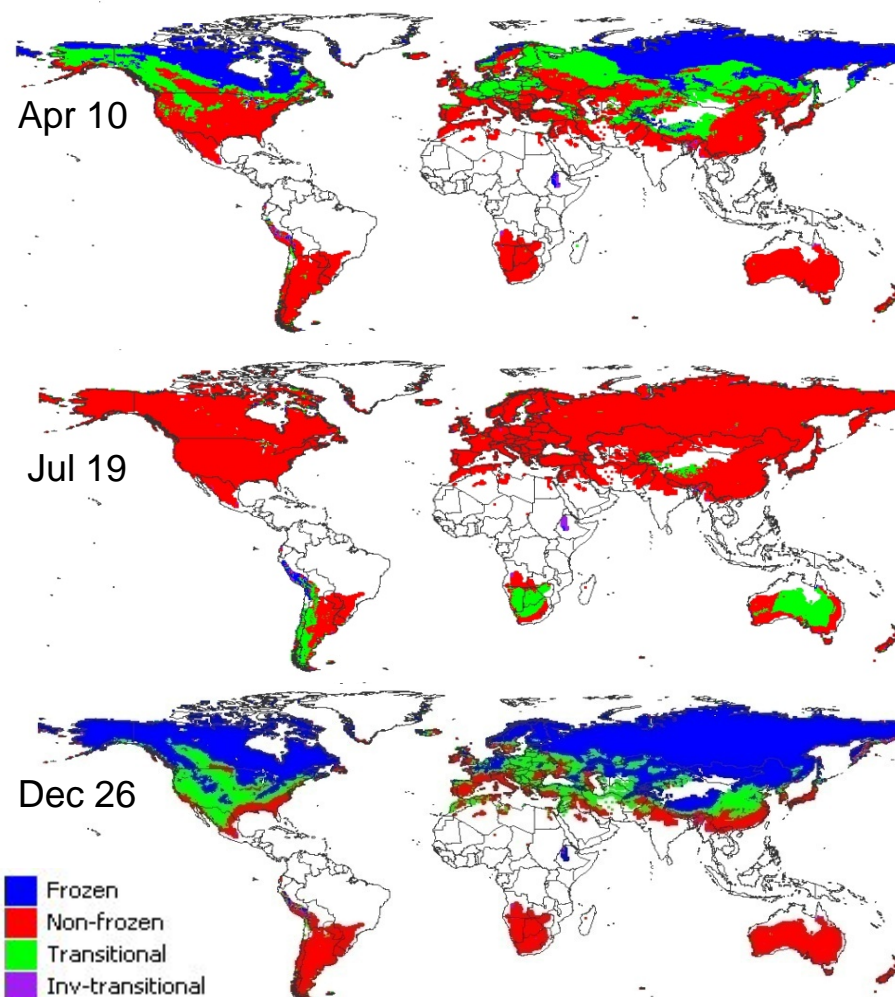 Apr 10
Jul 19
Dec 26
Frozen
Non-frozen
Transitional
Inv-transitional